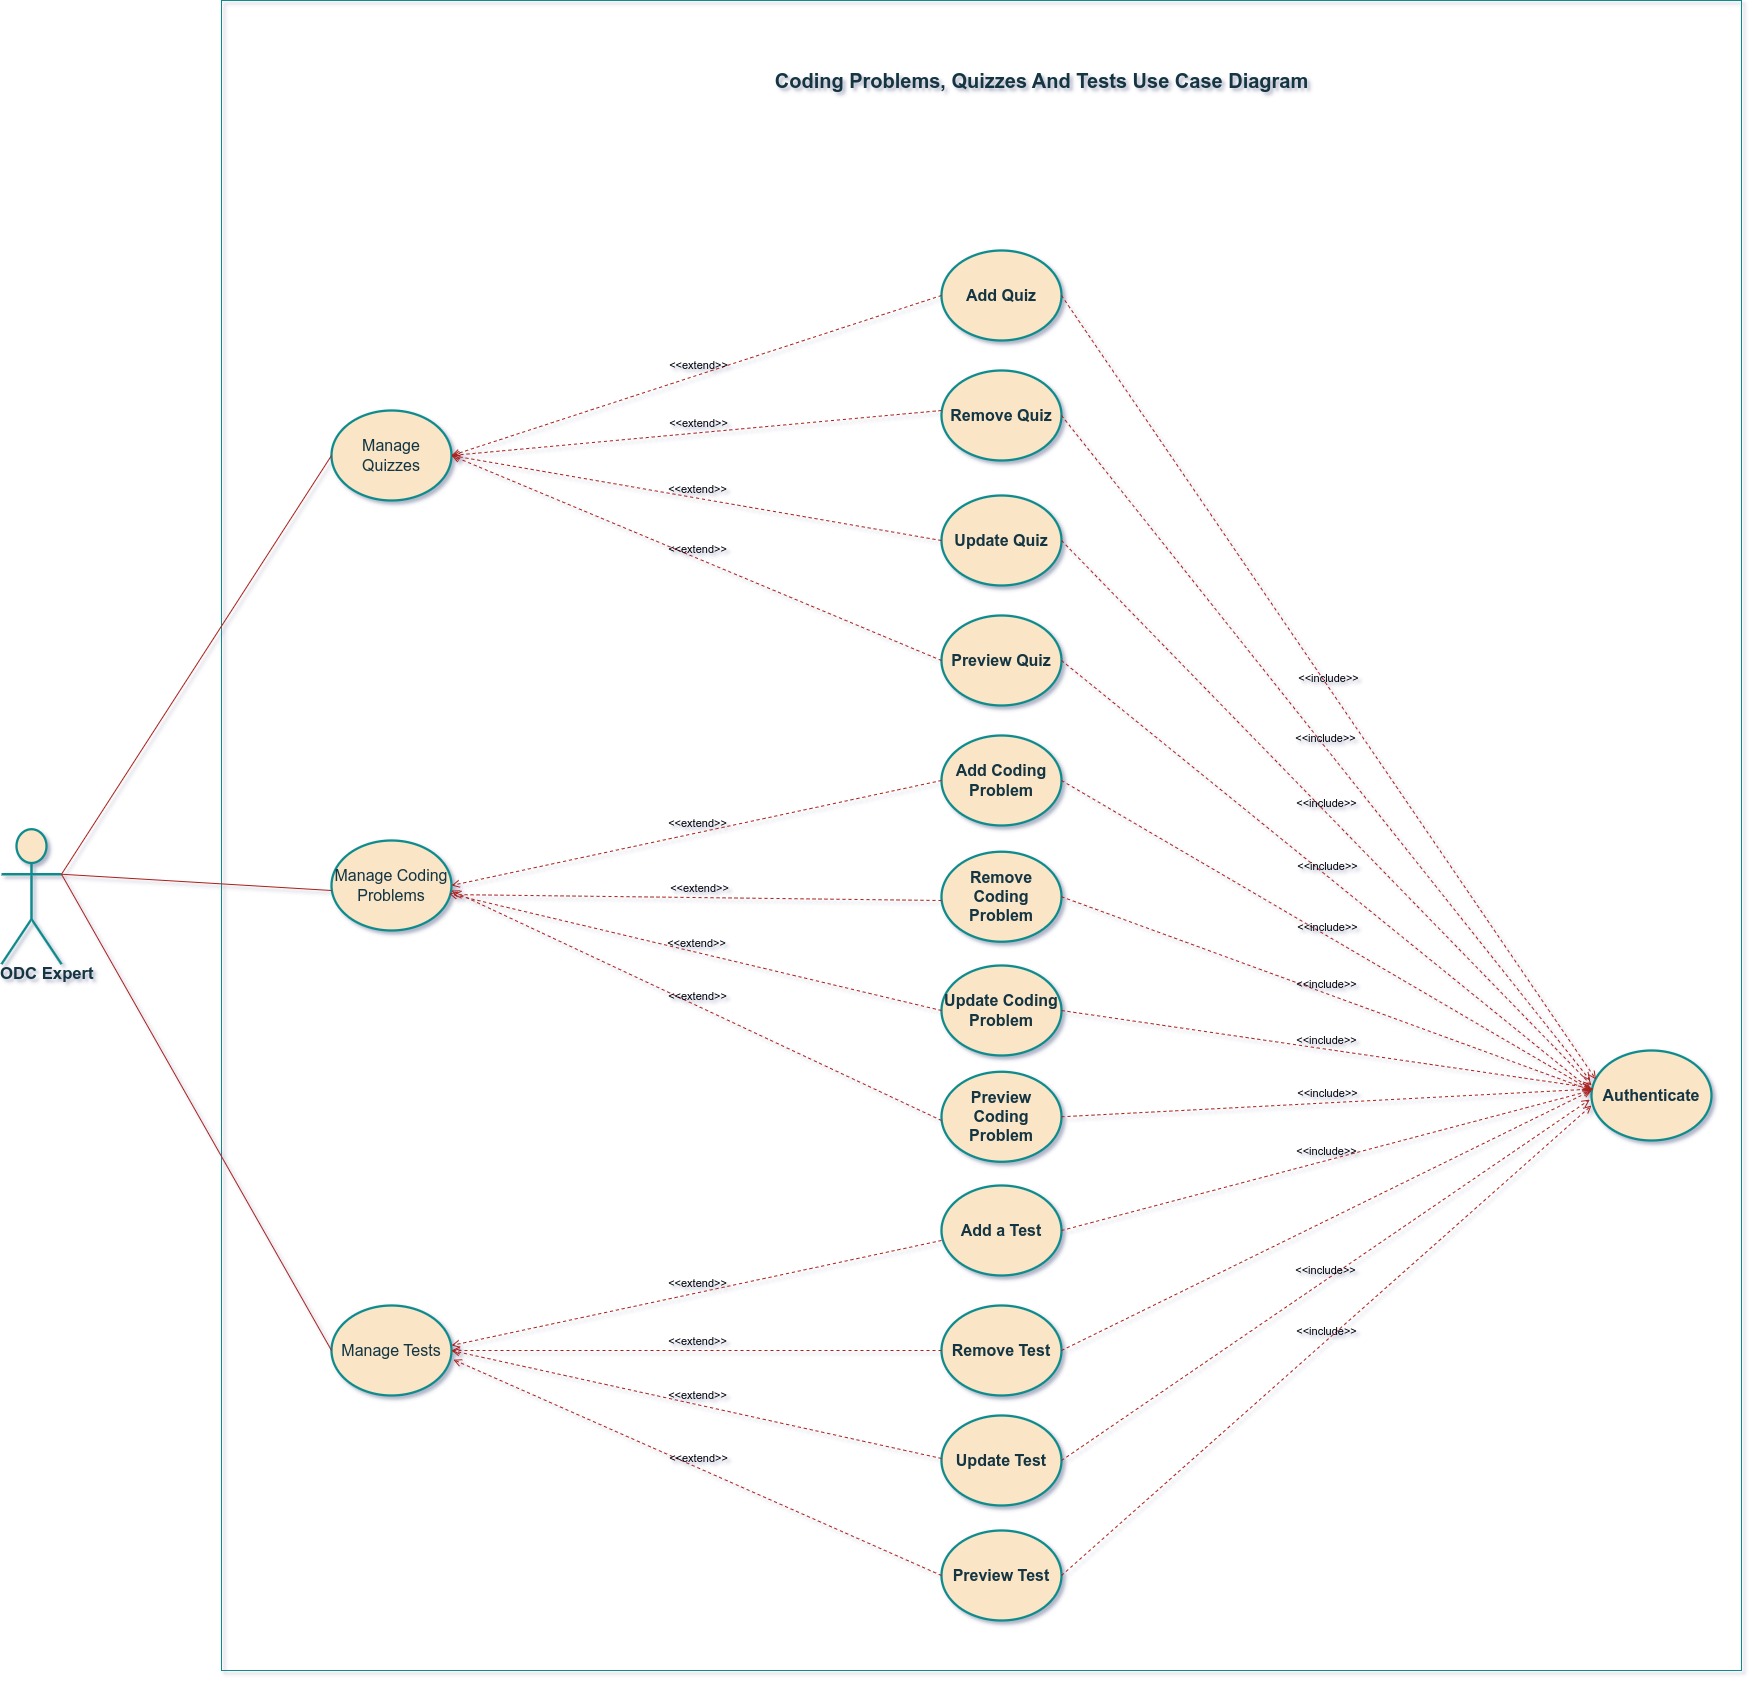 Coding Problems, Quizzes And Tests Use Case Diagram
Add Quiz
<<extend>>
Remove Quiz
<<extend>>
Manage
Quizzes
<<extend>>
Update Quiz
<<extend>>
Preview Quiz
<<include>>
<<include>>
Add Coding
Problem
<<include>>
<<extend>>
<<include>>
Manage Coding
Problems
<<extend>>
Remove
Coding
Problem
<<include>>
<<extend>>
ODC Expert
<<include>>
<<extend>>
Update Coding
Problem
<<include>>
Authenticate
Preview
Coding
Problem
<<include>>
<<include>>
Add a Test
<<include>>
<<extend>>
<<include>>
<<extend>>
Manage Tests
Remove Test
<<extend>>
<<extend>>
Update Test
Preview Test